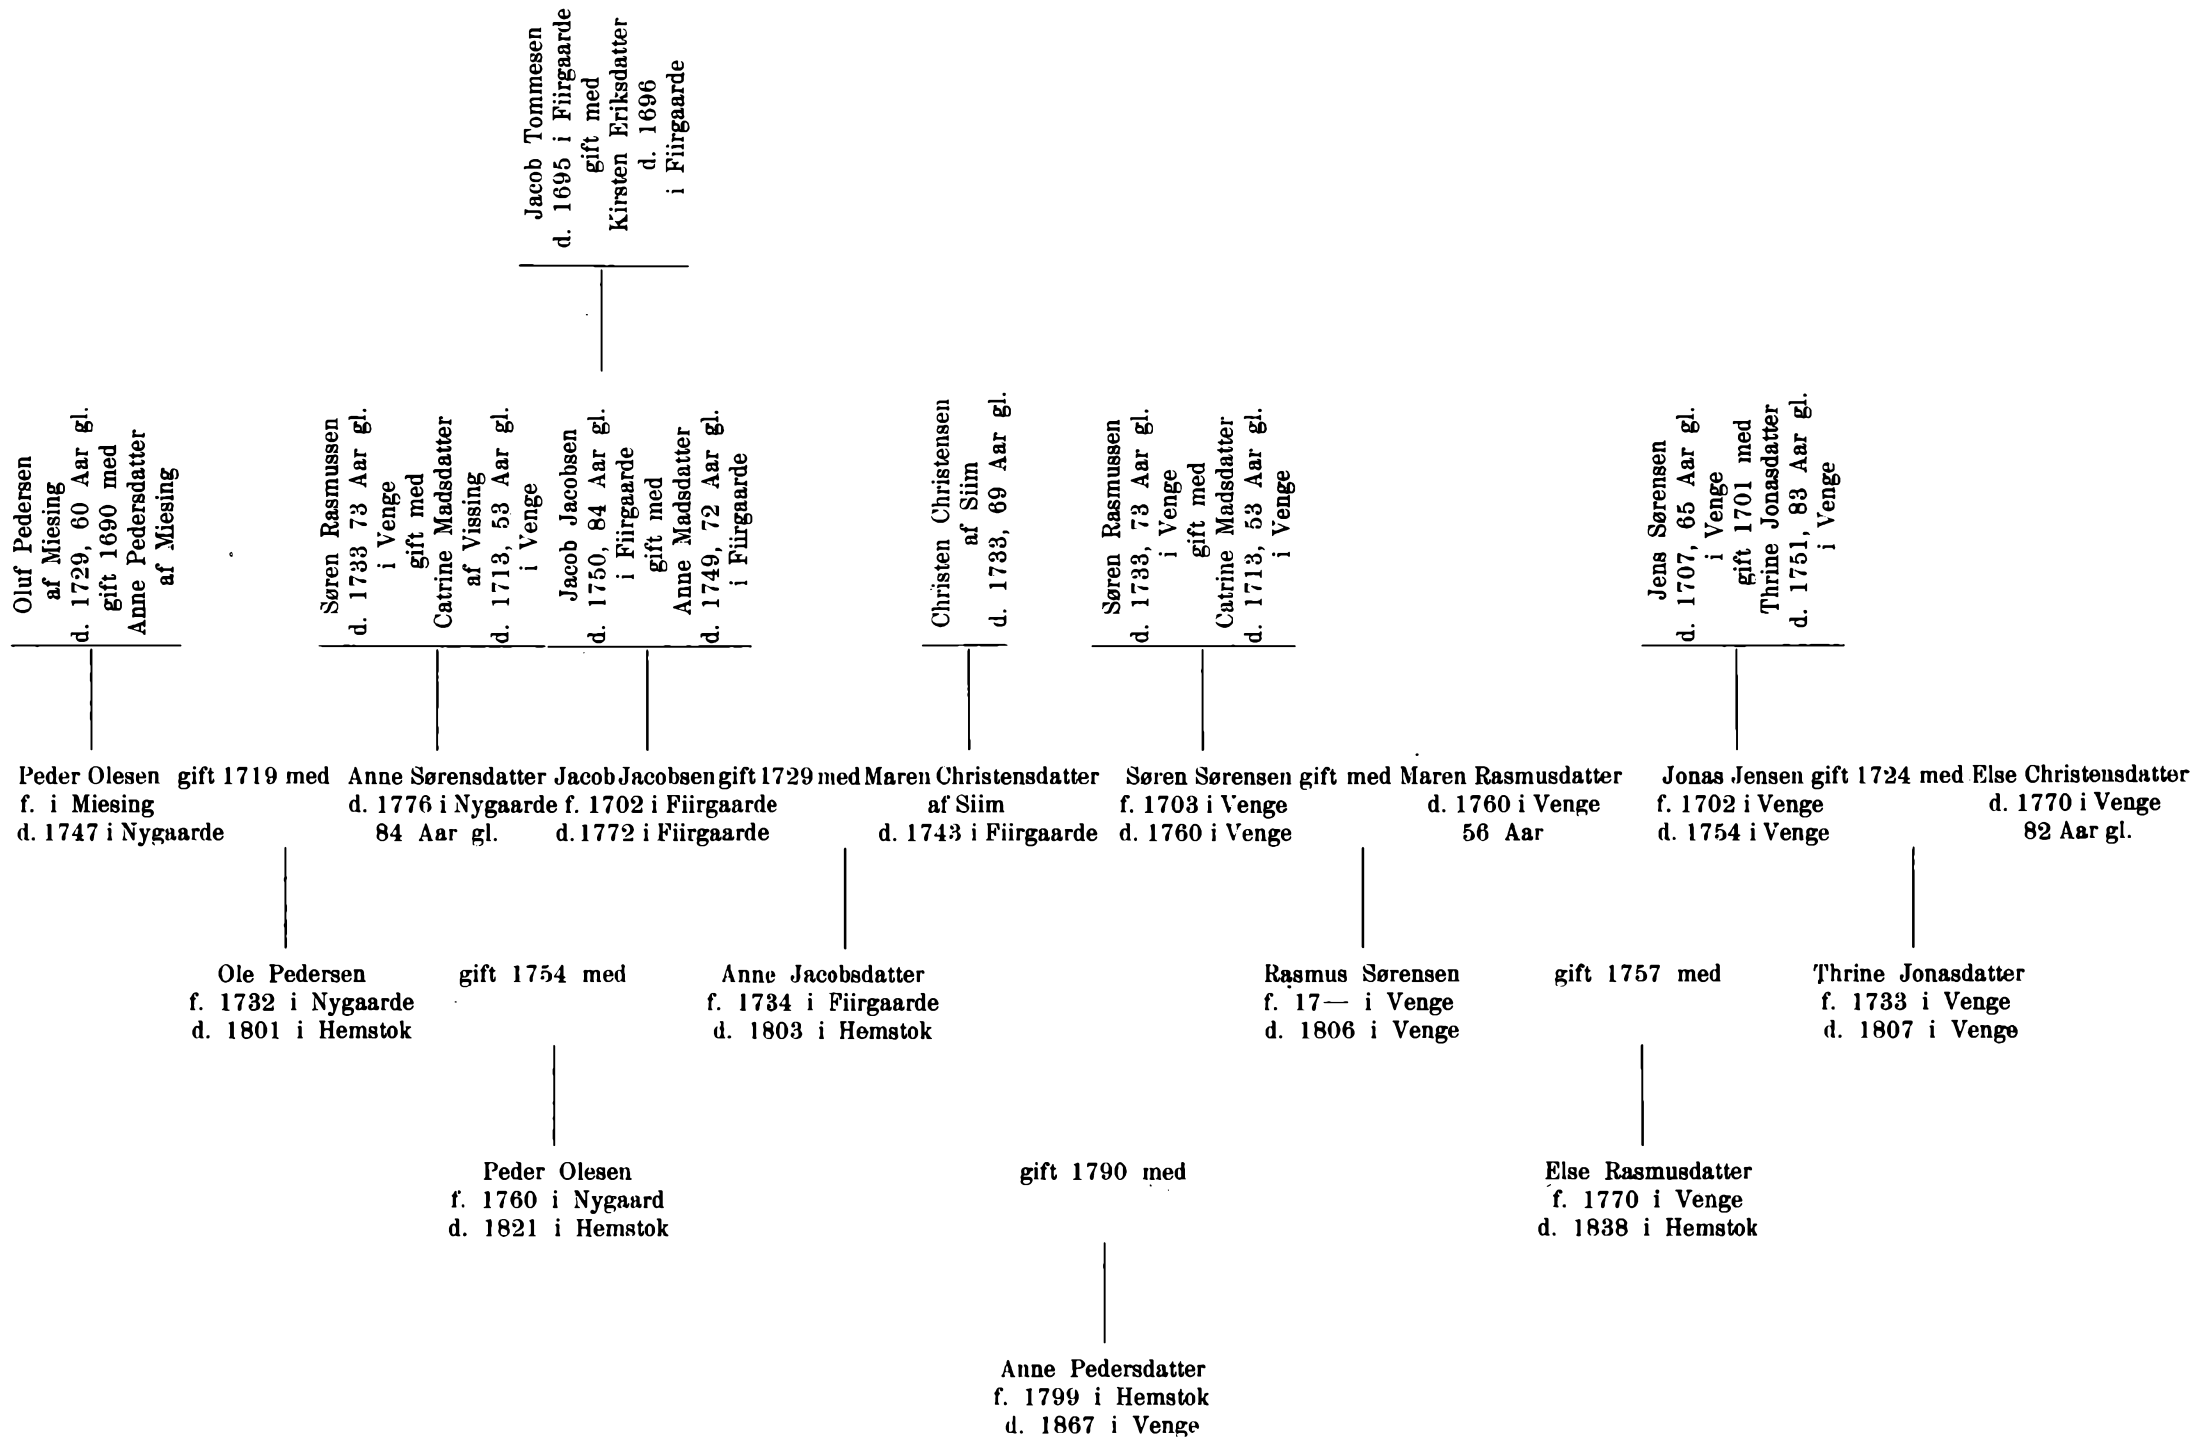 Jacob Tommesen
d. 1695 i Fiirgaarde
gift med
Kirsten Eriksdatter
d. 1696
i Fiirgaarde
Oluf Pedersen
af Miesing
d. 1729, 60 Aar gl.
gift 1690 med
Anne Pedersdatter
af Miesing
Søren Rasmussen
d. 1733 73 Aar gl.
i Venge
gift med
Catrine Madsdatter
af Vissing
d. 1713, 53 Aar gl.
i Venge
Jacob Jacobsen
d. 1750, 84 Aar gl.
i Fiirgaarde
gift med
Anne Madsdatter
d. 1749, 72 Aar gl.
i Fiirgaarde
Christen Christensen
af Siim
d. 1733, 69 Aar gl.
Søren Rasmussen
d. 1733, 73 Aar gl.
i Venge
gift med
Catrine Madsdatter
d. 1713, 53 Aar gl.
i Venge
Jens Sørensen
d. 1707, 65 Aar gl.
i Venge
gift 1701 med
Thrine Jonasdatter
d. 1751, 83 Aar gl.
i Venge
Peder Olesen gift 1719 med Anne Sørensdatter Jacob Jacobsen gift 1729 med Maren Christensdatter Søren Sørensen gift med Maren Rasmusdatter Jonas Jensen gift 1724 med Else Christensdatter
f. i Miesing d. 1776 i Nygaarde f. 1702 i Fiirgaarde af Siim f. 1703 i Venge d. 1760 i Venge f. 1702 i Venge d. 1770 i Venge
d. 1747 i Nygaarde 84 Aar gl. d. 1772 i Fiirgaarde d. 1743 i Fiirgaarde d. 1760 i Venge 56 Aar d. 1754 i Venge 82 Aar gl.
Ole Pedersen gift 1754 med Anne Jacobsdatter Rasmus Sørensen gift 1757 med Thrine Jonasdatter
f. 1732 i Nygaarde f. 1734 i Fiirgaarde f. 17— i Venge f. 1733 i Venge
d. 1801 i Hemstok d. 1803 i Hemstok d. 1806 i Venge d. 1807 i Venge
Peder Olesen gift 1790 med Else Rasmusdatter
f. 1760 i Nygaard f. 1770 i Venge
d. 1821 i Hemstok d. 1838 i Hemstok
Anne Pedersdatter
f. 1799 i Hemstok
d. 1867 i Venge